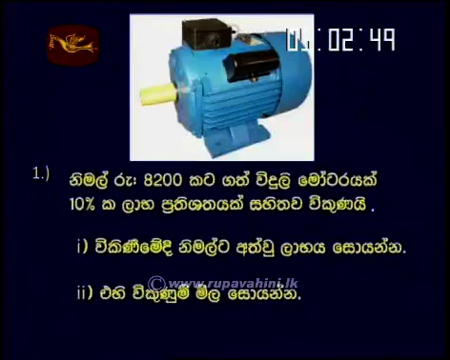 05:02:49
1.) නිමල් රු: 8200 කට ගත් විදුලි මෝටරයක්
10% ක ලාභ ප්‍රතිශතයක් සහිතව විකුණයි.
i) විකිණීමේදී නිමල්ට අත්වූ ලාභය සොයන්න.
© www.rupavahini.lk
ii) එහි විකුණුම් මිල සොයන්න.